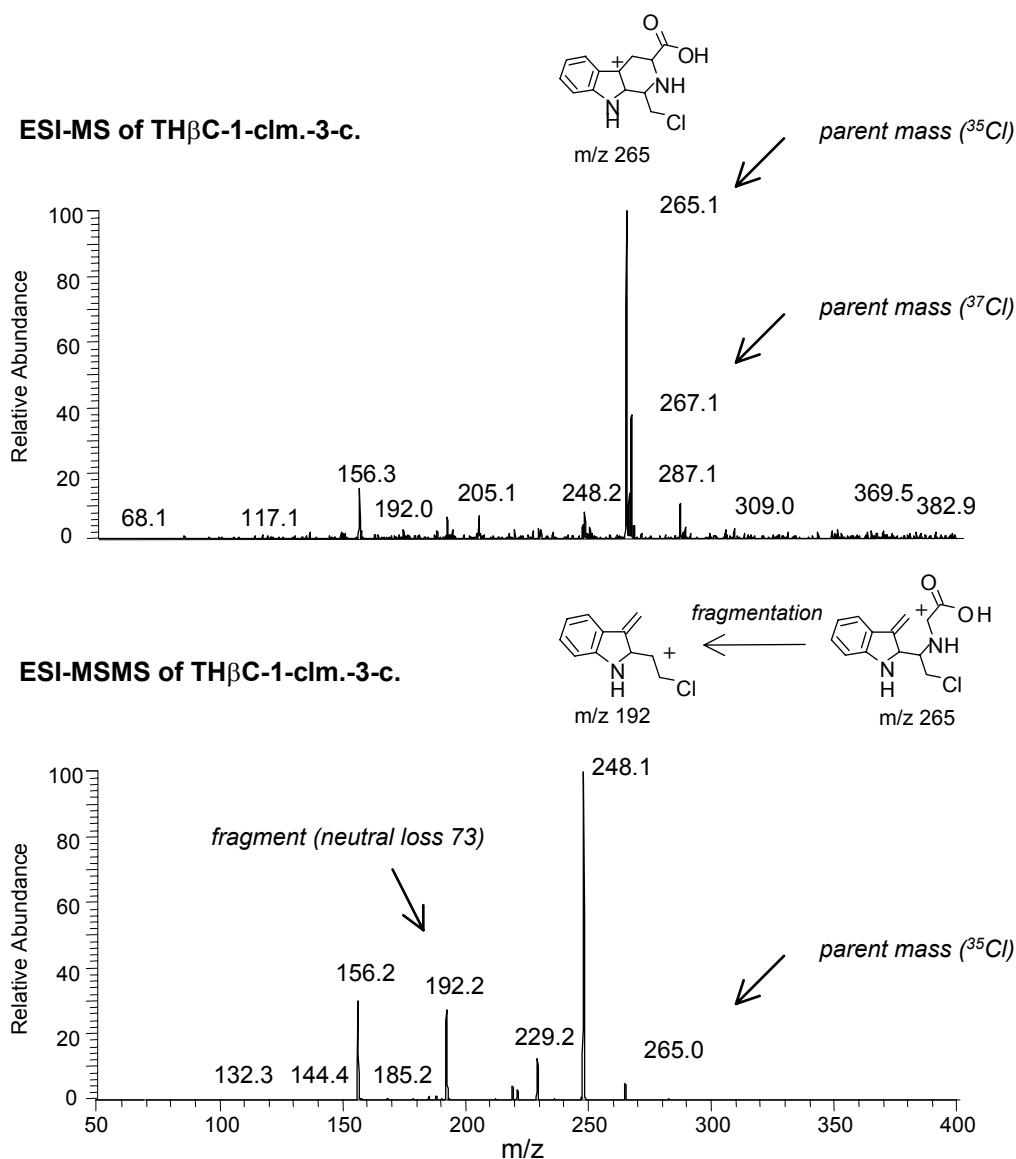 O
OH
+
NH
N
H
Cl
m/z 265
ESI-MS of THβC-1-clm.-3-c.
parent mass (³⁵Cl)
100
265.1
80
parent mass (³⁷Cl)
60
Relative Abundance
40
267.1
20
156.3
287.1
205.1
248.2
192.0
309.0
369.5
382.9
68.1
117.1
0
O
+
OH
fragmentation
NH
+
N
H
Cl
N
H
Cl
m/z 192
m/z 265
ESI-MSMS of THβC-1-clm.-3-c.
100
248.1
80
fragment (neutral loss 73)
60
Relative Abundance
parent mass (³⁵Cl)
40
156.2
192.2
20
229.2
265.0
132.3
144.4
185.2
0
50 100 150 200 250 300 350 400
m/z